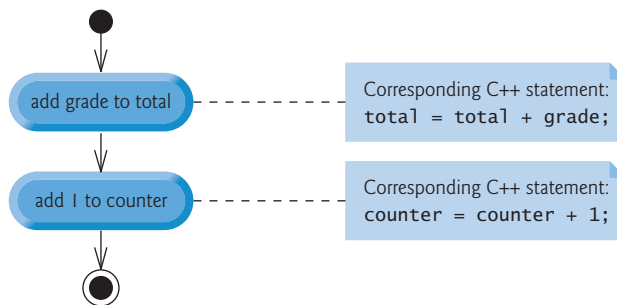 add grade to total
Corresponding C++ statement:
total = total + grade;
add 1 to counter
Corresponding C++ statement:
counter = counter + 1;